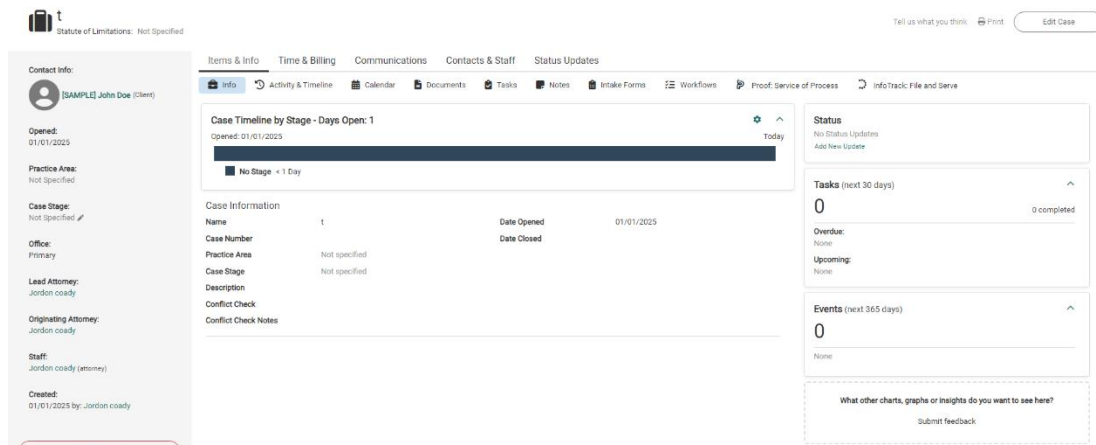 t
Statute of Limitations: Not Specified
Tell us what you think
Print
Edit Case
Contact Info:
[SAMPLE] John Doe (Client)
Opened:
01/01/2025
Practice Area:
Not Specified
Case Stage:
Not Specified
Office:
Primary
Lead Attorney:
Jordon coady
Originating Attorney:
Jordon coady
Staff:
Jordon coady (attorney)
Created:
01/01/2025 by: Jordon coady
Items & Info Time & Billing Communications Contacts & Staff Status Updates
Info Activity & Timeline Calendar Documents Tasks Notes Intake Forms Workflows Proof: Service of Process InfoTrack: File and Serve
Case Timeline by Stage - Days Open: 1
Opened: 01/01/2025 Today
No Stage < 1 Day
Case Information
Name t Date Opened 01/01/2025
Case Number Date Closed
Practice Area Not specified
Case Stage Not specified
Description
Conflict Check
Conflict Check Notes
Status
No Status Updates
Add New Update
Tasks (next 30 days)
0 0 completed
Overdue:
None
Upcoming:
None
Events (next 365 days)
0
None
What other charts, graphs or insights do you want to see here?
Submit feedback